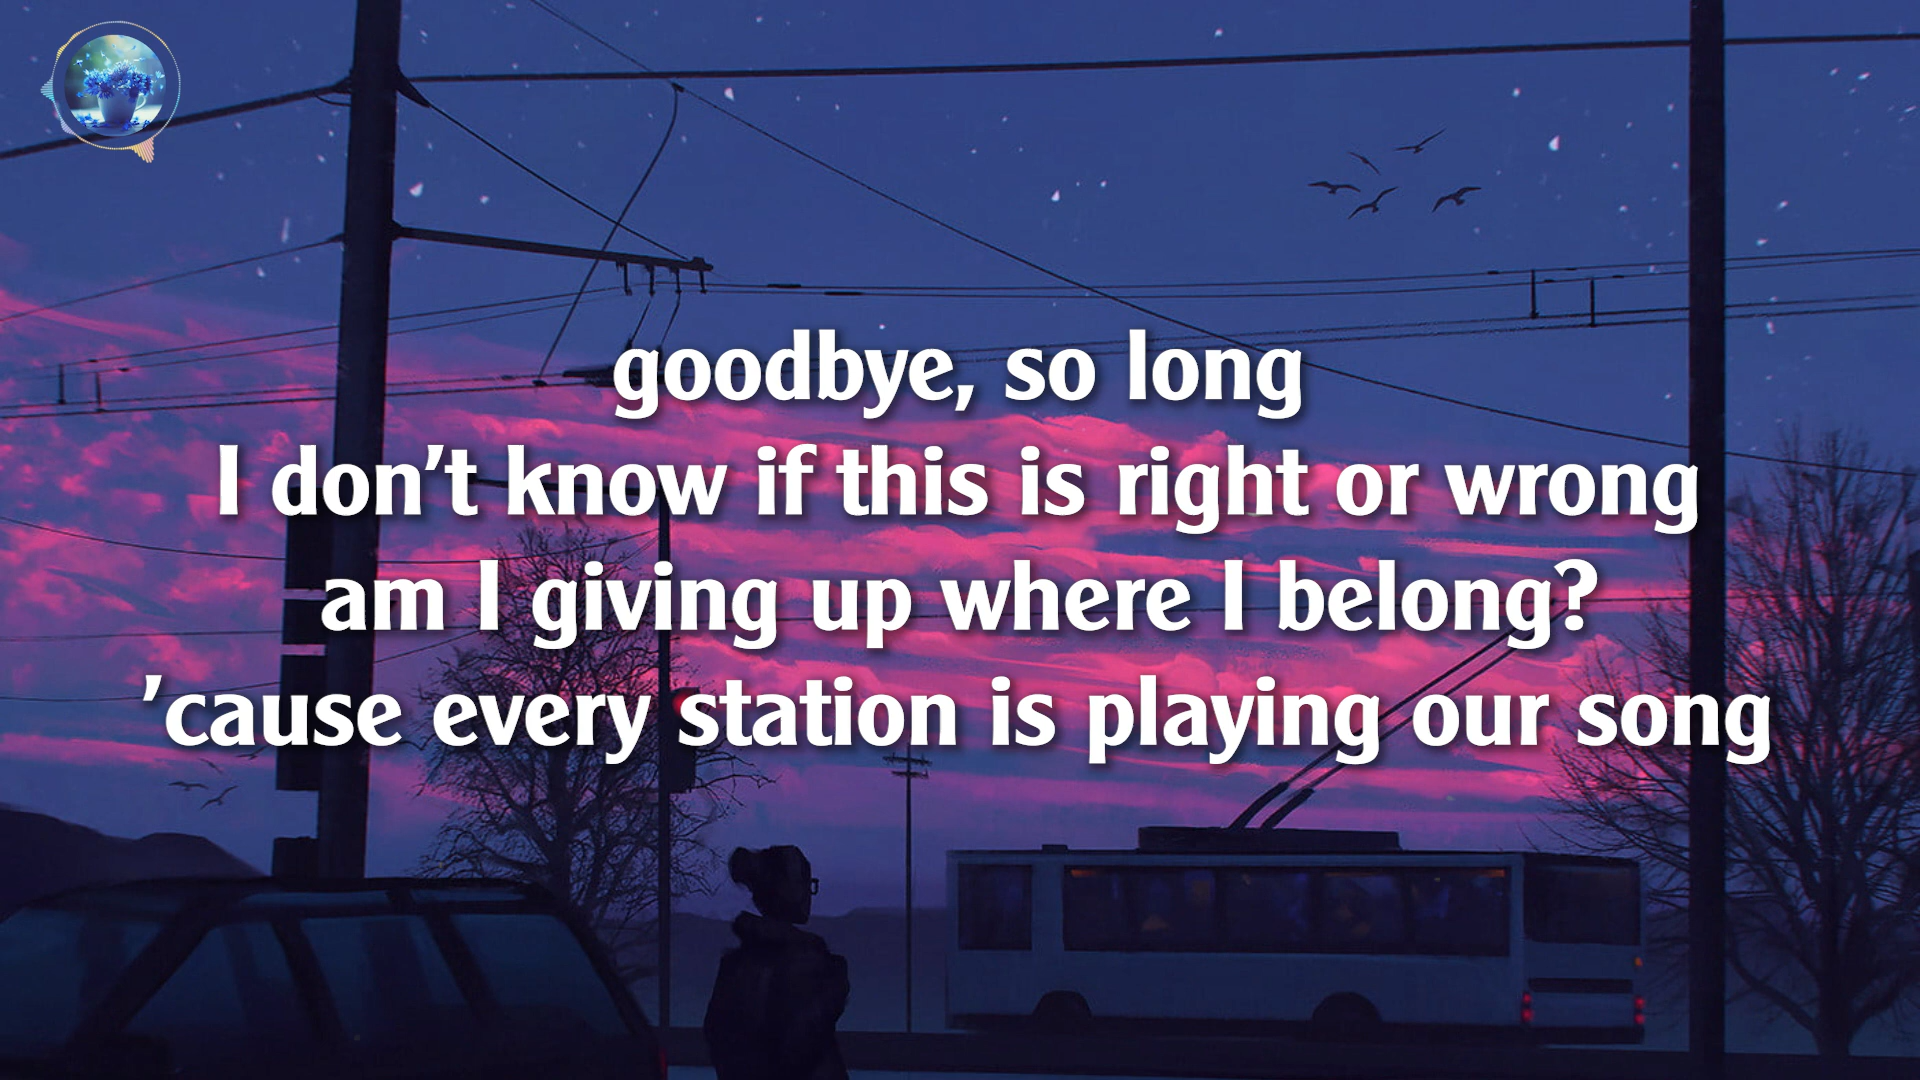 goodbye, so long
I don't know if this is right or wrong
am I giving up where I belong?
'cause every station is playing our song